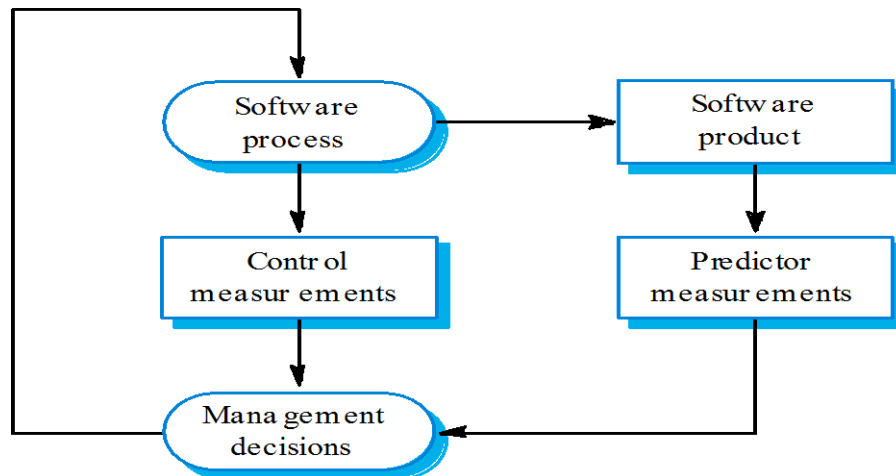 Software
process
Software
product
Control
measurements
Predictor
measurements
Management
decisions